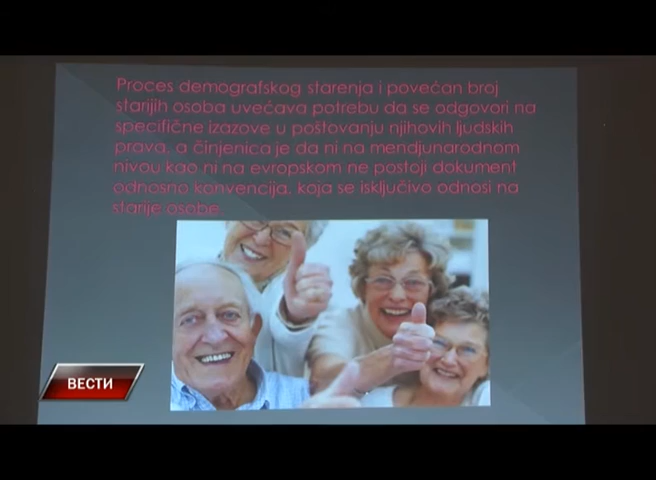 Proces demografskog starenja i povećan broj
starijih osoba uvećava potrebu da se odgovori na
specifične izazove u poštovanju njihovih ljudskih
prava, a činjenica je da ni na mendjunarodnom
nivou kao ni na evropskom ne postoji dokument
odnosno konvencija, koja se isključivo odnosi na
starije osobe.
ВЕСТИ